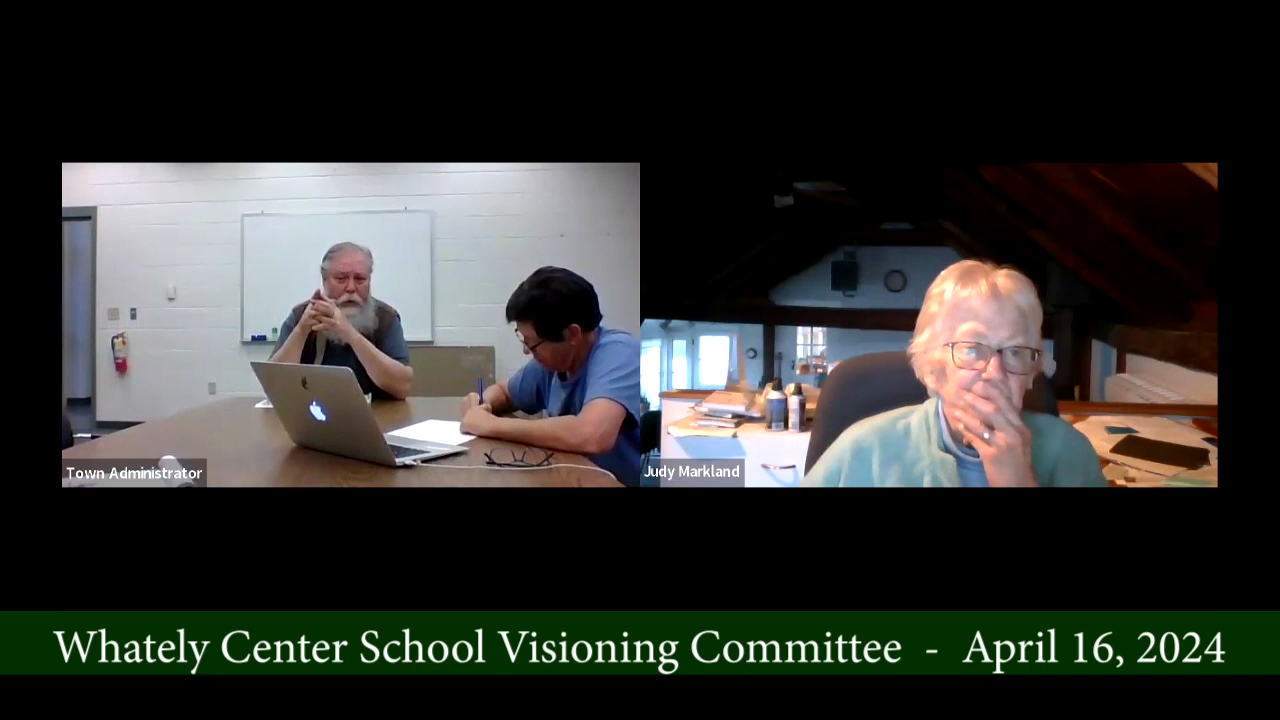 Town Administrator
Judy Markland
Whately Center School Visioning Committee - April 16, 2024